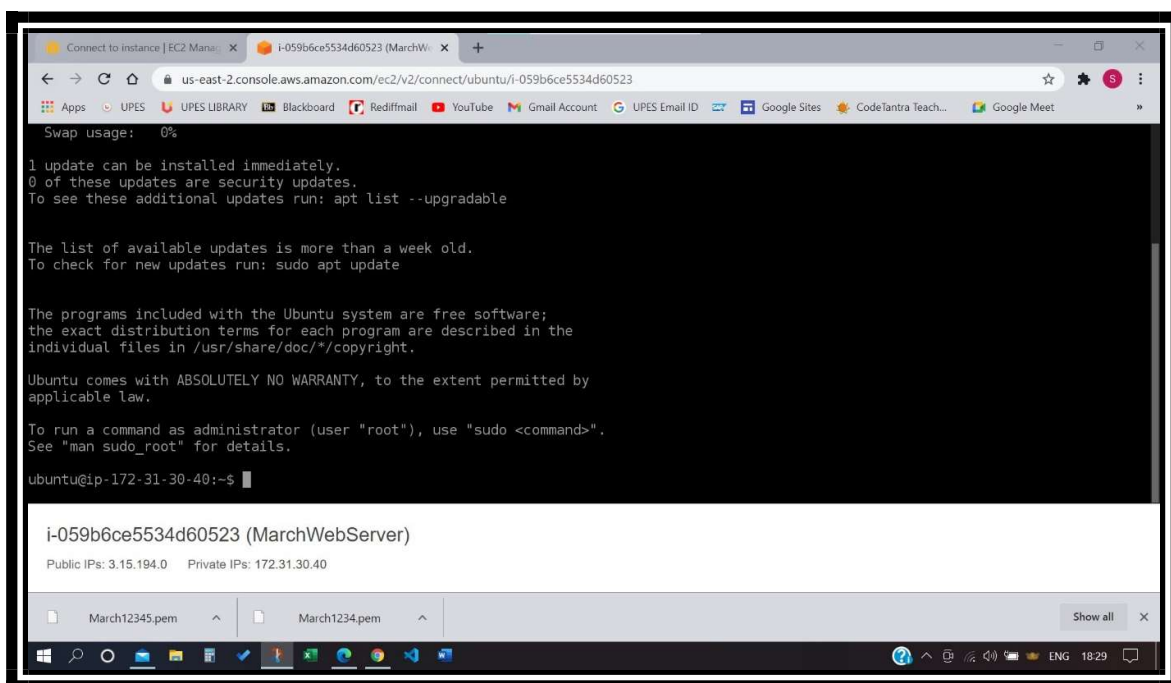 Connect to instance | EC2 Manag
i-059b6ce5534d60523 (MarchWe
us-east-2.console.aws.amazon.com/ec2/v2/connect/ubuntu/i-059b6ce5534d60523
S
Apps UPES UPES LIBRARY Blackboard Rediffmail YouTube Gmail Account UPES Email ID Google Sites CodeTantra Teach... Google Meet »
Swap usage: 0%
1 update can be installed immediately.
0 of these updates are security updates.
To see these additional updates run: apt list --upgradable
The list of available updates is more than a week old.
To check for new updates run: sudo apt update
The programs included with the Ubuntu system are free software;
the exact distribution terms for each program are described in the
individual files in /usr/share/doc/*/copyright.
Ubuntu comes with ABSOLUTELY NO WARRANTY, to the extent permitted by
applicable law.
To run a command as administrator (user "root"), use "sudo <command>".
See "man sudo_root" for details.
ubuntu@ip-172-31-30-40:~$
i-059b6ce5534d60523 (MarchWebServer)
Public IPs: 3.15.194.0 Private IPs: 172.31.30.40
March12345.pem March1234.pem Show all
ENG 18:29